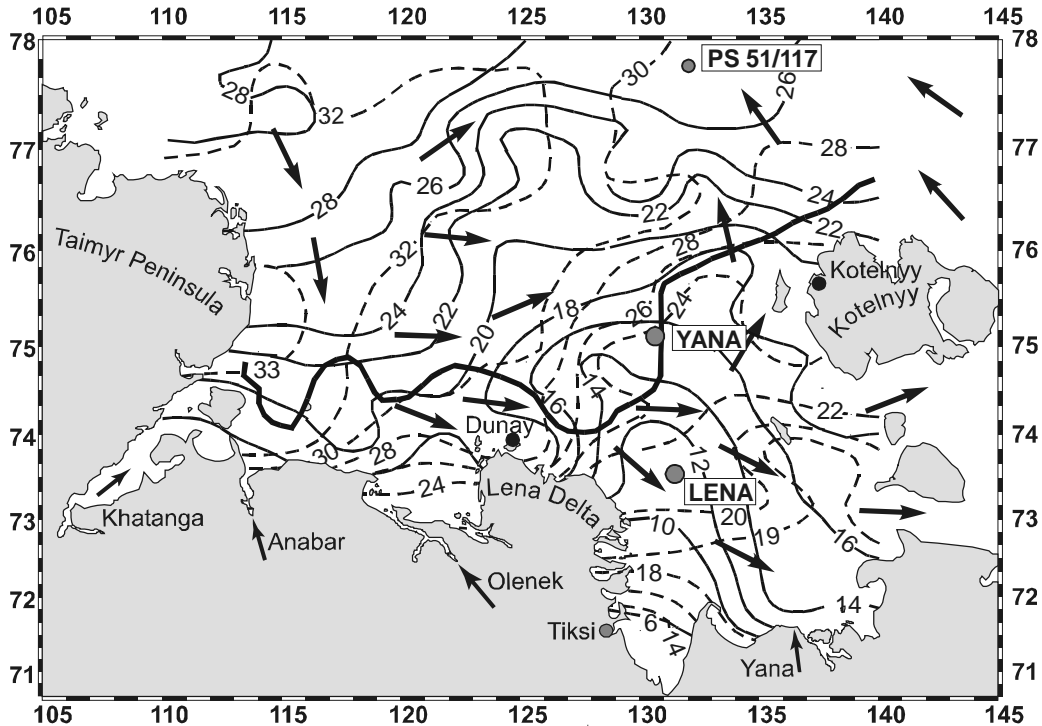 105 110 115 120 125 130 135 140 145
78 78
PS 51/117
30
26
28
32
77 28 77
26
24
28
22
22
76 32 28 76
Taimyr Peninsula
Kotelnyy
Kotelnyy
24
22
18
26
24
20
YANA
75 75
33
14
16
22
Dunay
74 74
30
28
12
24
LENA
Lena Delta
20
Khatanga
10
73 19 73
Anabar
16
18
Olenek
72 14 72
6
Tiksi
14
Yana
71 71
105 110 115 120 125 130 135 140 145